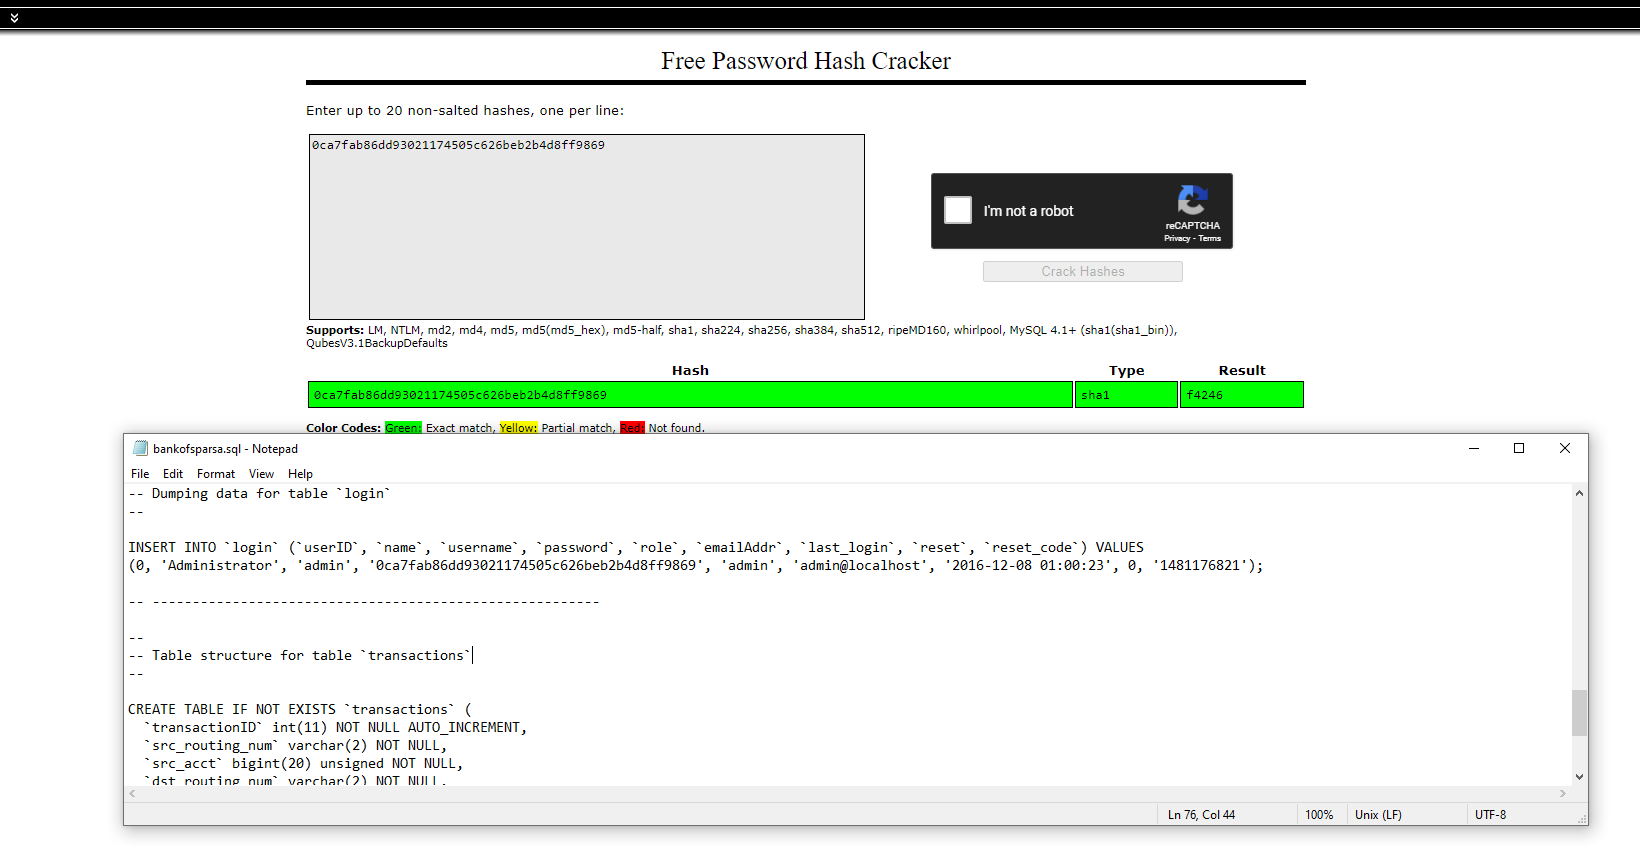 Free Password Hash Cracker
Enter up to 20 non-salted hashes, one per line:
0ca7fab86dd93021174505c626beb2b4d8ff9869
I'm not a robot
reCAPTCHA
Privacy - Terms
Crack Hashes
Supports: LM, NTLM, md2, md4, md5, md5(md5_hex), md5-half, sha1, sha224, sha256, sha384, sha512, ripeMD160, whirlpool, MySQL 4.1+ (sha1(sha1_bin)),
QubesV3.1BackupDefaults
Hash Type Result
0ca7fab86dd93021174505c626beb2b4d8ff9869 sha1 f4246
Color Codes: Green: Exact match, Yellow: Partial match, Red: Not found.
bankofsparsa.sql - Notepad
File Edit Format View Help
-- Dumping data for table `login`
--
INSERT INTO `login` (`userID`, `name`, `username`, `password`, `role`, `emailAddr`, `last_login`, `reset`, `reset_code`) VALUES
(0, 'Administrator', 'admin', '0ca7fab86dd93021174505c626beb2b4d8ff9869', 'admin', 'admin@localhost', '2016-12-08 01:00:23', 0, '1481176821');
-- --------------------------------------------------------
--
-- Table structure for table `transactions`
--
CREATE TABLE IF NOT EXISTS `transactions` (
`transactionID` int(11) NOT NULL AUTO_INCREMENT,
`src_routing_num` varchar(2) NOT NULL,
`src_acct` bigint(20) unsigned NOT NULL,
`dst_routing_num` varchar(2) NOT NULL,
Ln 76, Col 44 100% Unix (LF) UTF-8